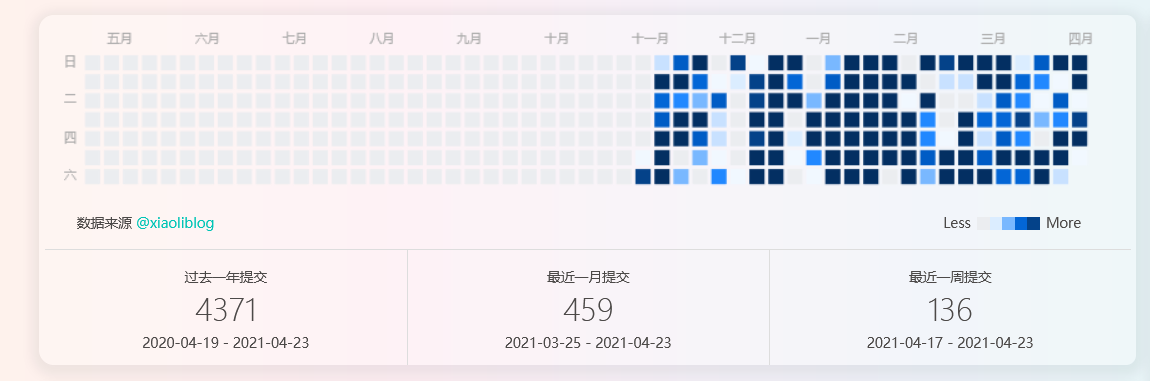 五月 六月 七月 八月 九月 十月 十一月 十二月 一月 二月 三月 四月
日
二
四
六
数据来源 @xiaoliblog
Less More
过去一年提交 最近一月提交 最近一周提交
4371 459 136
2020-04-19 - 2021-04-23 2021-03-25 - 2021-04-23 2021-04-17 - 2021-04-23